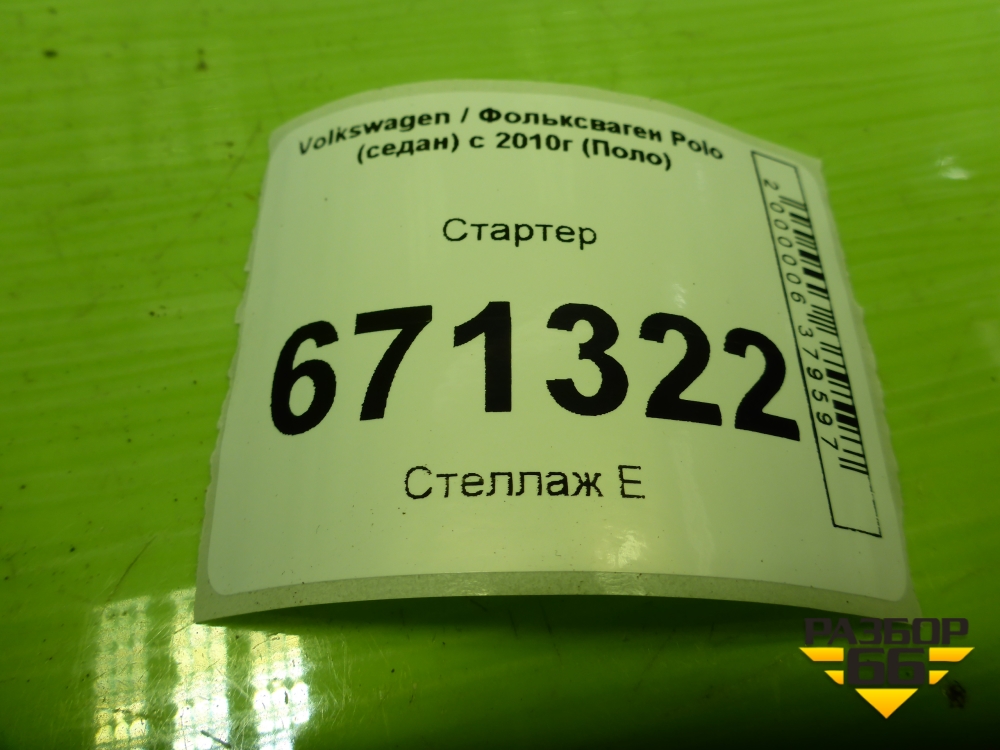 Volkswagen / Фольксваген Polo
(седан) с 2010г (Поло)
Стартер
671322
Стеллаж Е
2000006379597
РАЗБОР
66